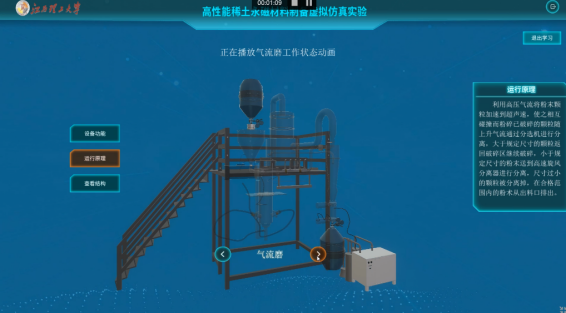 00:01:09
江西理工大学
高性能稀土永磁材料制备虚拟仿真实验
退出学习
正在播放气流磨工作状态动画
设备功能
运行原理
查看结构
气流磨
运行原理
利用高压气流将粉末颗
粒加速到超声速，使之相互
碰撞而粉碎已破碎的颗粒随
上升气流通过分选机进行分
离，大于规定尺寸的颗粒返
回破碎区继续破碎，小于规
定尺寸的粉末送到高速旋风
分离器进行分离，尺寸过小
的颗粒被分离掉，在合格范
围内的粉末从出料口排出。